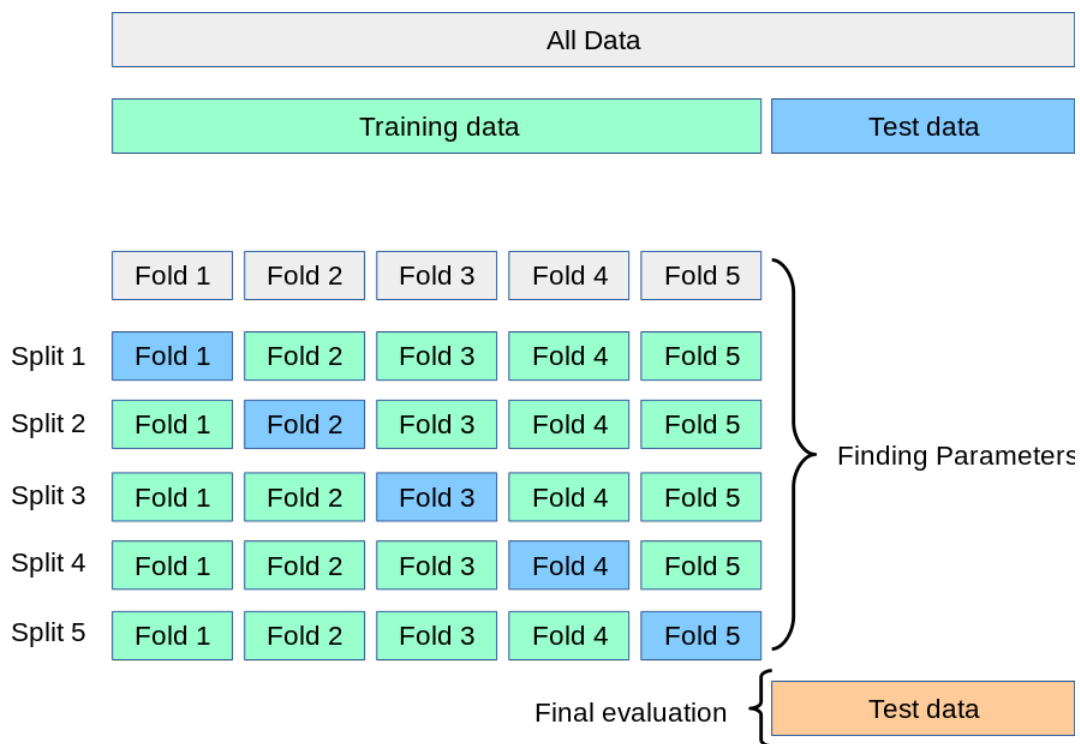 All Data
Training data Test data
Fold 1 Fold 2 Fold 3 Fold 4 Fold 5
Split 1 Fold 1 Fold 2 Fold 3 Fold 4 Fold 5
Split 2 Fold 1 Fold 2 Fold 3 Fold 4 Fold 5
Finding Parameters
Split 3 Fold 1 Fold 2 Fold 3 Fold 4 Fold 5
Split 4 Fold 1 Fold 2 Fold 3 Fold 4 Fold 5
Split 5 Fold 1 Fold 2 Fold 3 Fold 4 Fold 5
Final evaluation Test data